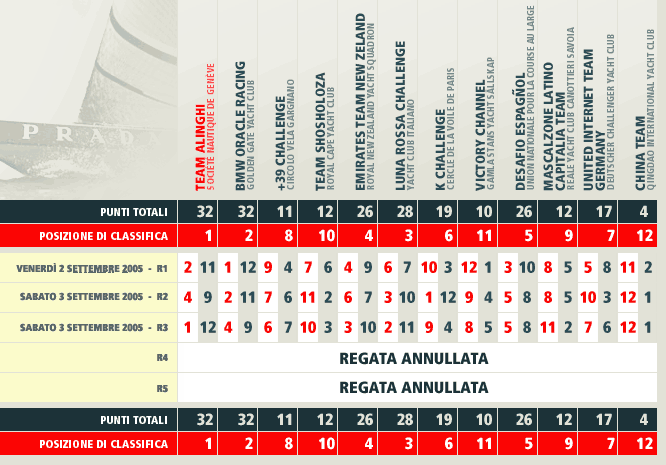 PRAD
TEAM ALINGHI
SOCIÉTÉ NAUTIQUE DE GENÈVE
BMW ORACLE RACING
GOLDEN GATE YACHT CLUB
+39 CHALLENGE
CIRCOLO VELA GARGNANO
TEAM SHOSHOLOZA
ROYAL CAPE YACHT CLUB
EMIRATES TEAM NEW ZELAND
ROYAL NEW ZEALAND YACHT SQUADRON
LUNA ROSSA CHALLENGE
YACHT CLUB ITALIANO
K CHALLENGE
CERCLE DE LA VOILE DE PARIS
VICTORY CHANNEL
GAMLA STANS YACHT SÄLLSKAP
DESAFIO ESPAÑOL
UNION NATIONALE POUR LA COURSE AU LARGE
MASCALZONE LATINO
CAPITALIA TEAM
REALE YACHT CLUB CANOTTIERI SAVOIA
UNITED INTERNET TEAM
GERMANY
DEUTSCHER CHALLENGER YACHT CLUB
CHINA TEAM
QINGDAO INTERNATIONAL YACHT CLUB
PUNTI TOTALI 32 32 11 12 26 28 19 10 26 12 17 4
POSIZIONE DI CLASSIFICA 1 2 8 10 4 3 6 11 5 9 7 12
VENERDÌ 2 SETTEMBRE 2005 - R1 2 11 1 12 9 4 7 6 4 9 6 7 10 3 12 1 3 10 8 5 5 8 11 2
SABATO 3 SETTEMBRE 2005 - R2 4 9 2 11 7 6 11 2 6 7 3 10 1 12 9 4 5 8 8 5 10 3 12 1
SABATO 3 SETTEMBRE 2005 - R3 1 12 4 9 6 7 10 3 3 10 2 11 9 4 8 5 5 8 11 2 7 6 12 1
R4 REGATA ANNULLATA
R5 REGATA ANNULLATA
PUNTI TOTALI 32 32 11 12 26 28 19 10 26 12 17 4
POSIZIONE DI CLASSIFICA 1 2 8 10 4 3 6 11 5 9 7 12